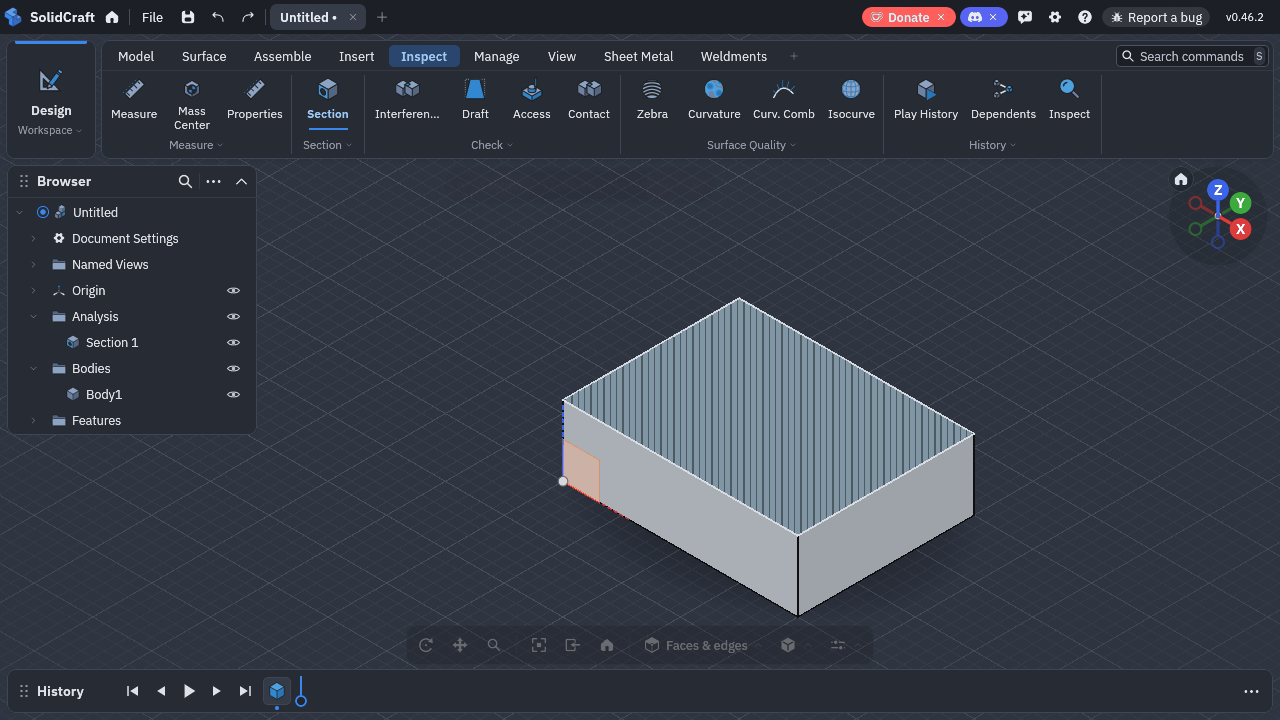 SolidCraft File Untitled • Donate Report a bug v0.46.2
Model Surface Assemble Insert Inspect Manage View Sheet Metal Weldments Search commands S
Design
Workspace
Measure Mass Center Properties
Measure
Section
Section
Interferen... Draft Access Contact
Check
Zebra Curvature Curv. Comb Isocurve
Surface Quality
Play History Dependents Inspect
History
Browser
Untitled
Document Settings
Named Views
Origin
Analysis
Section 1
Bodies
Body1
Features
Z
Y
X
Faces & edges
History